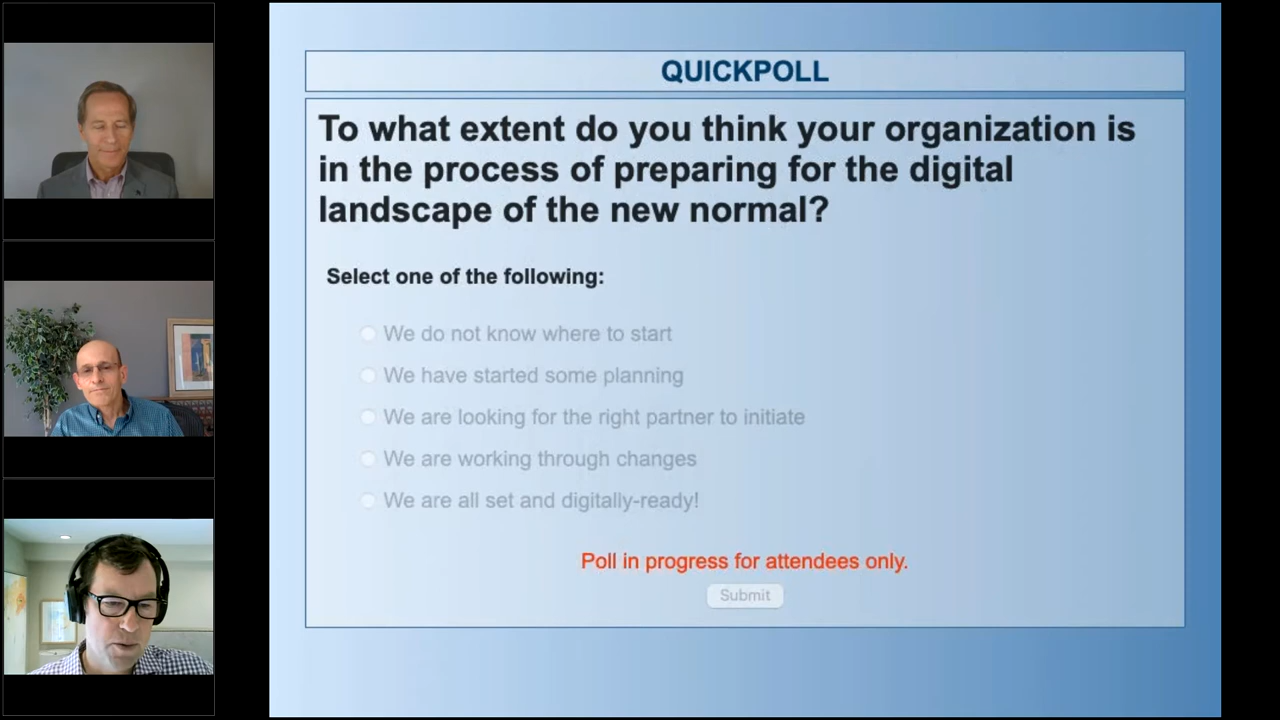 QUICKPOLL
To what extent do you think your organization is
in the process of preparing for the digital
landscape of the new normal?
Select one of the following:
We do not know where to start
We have started some planning
We are looking for the right partner to initiate
We are working through changes
We are all set and digitally-ready!
Poll in progress for attendees only.
Submit